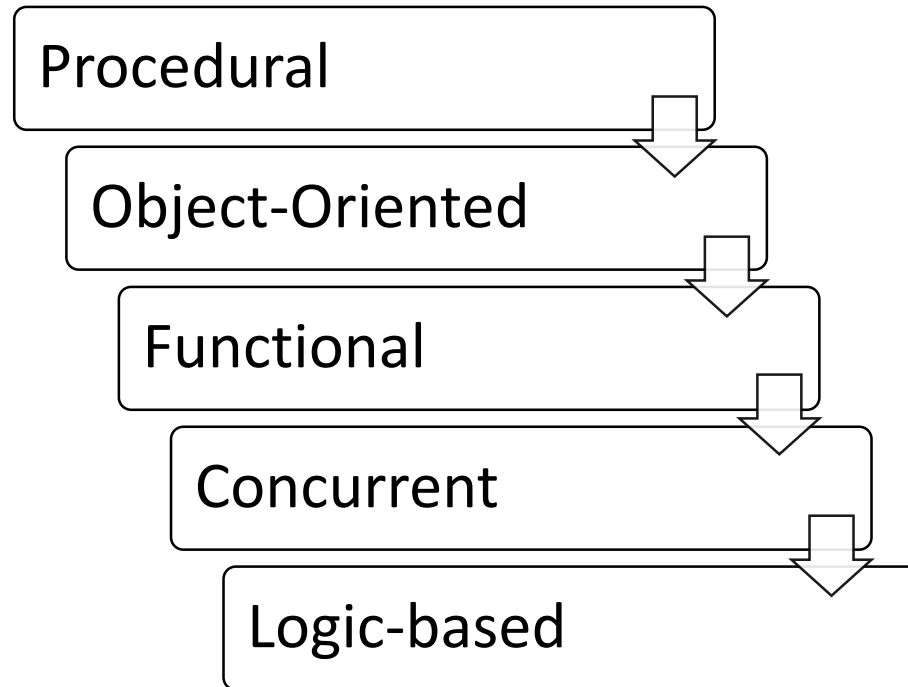 Procedural
Object-Oriented
Functional
Concurrent
Logic-based